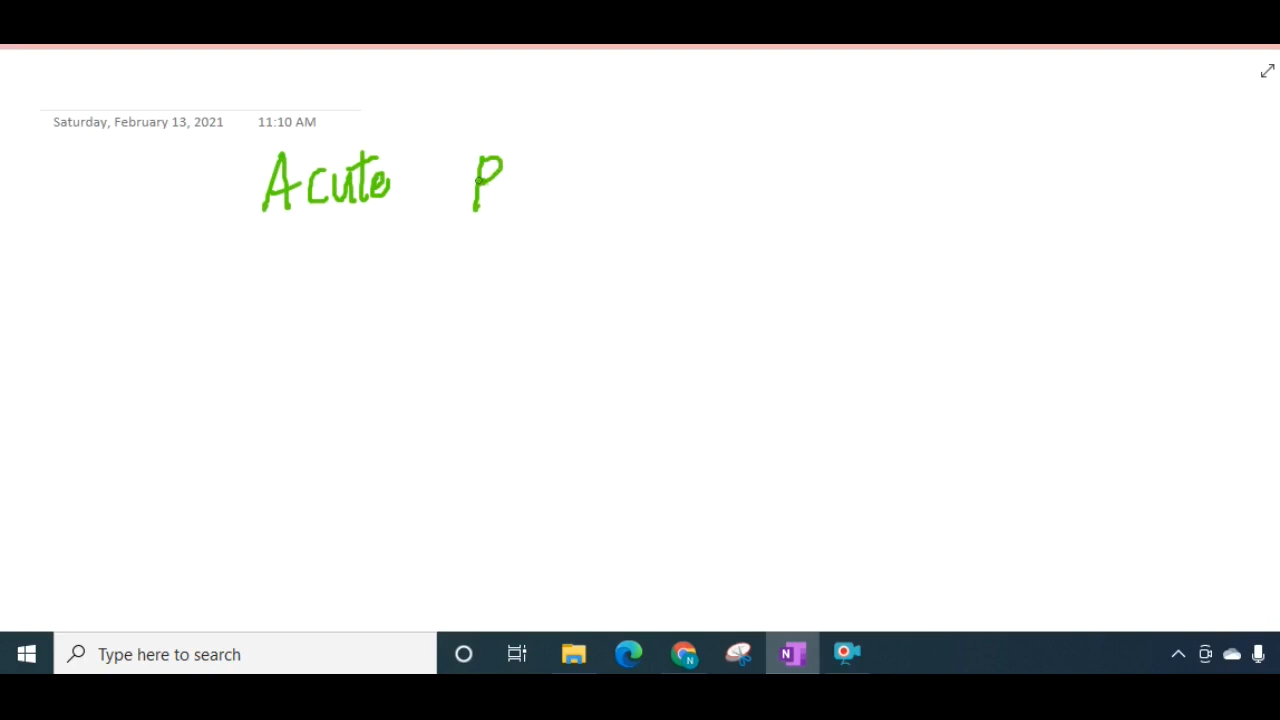 Saturday, February 13, 2021 11:10 AM
Acute P
N
N
Type here to search